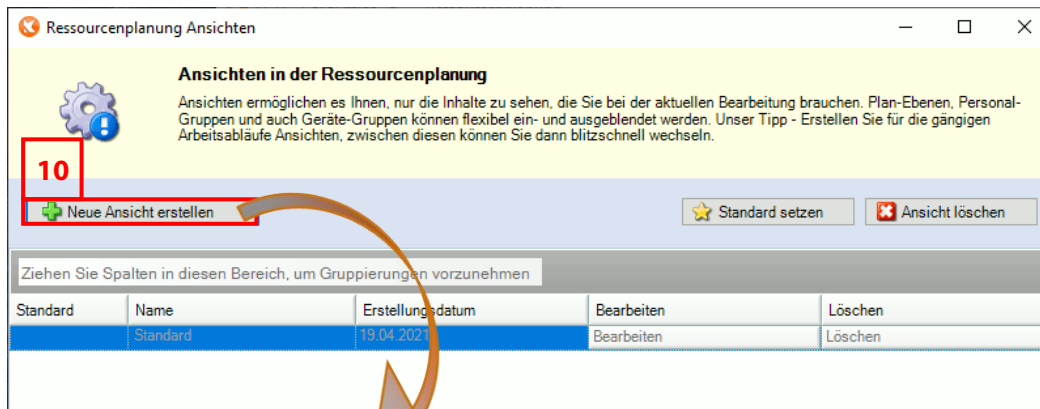 Ressourcenplanung Ansichten
Ansichten in der Ressourcenplanung
Ansichten ermöglichen es Ihnen, nur die Inhalte zu sehen, die Sie bei der aktuellen Bearbeitung brauchen. Plan-Ebenen, Personal-
Gruppen und auch Geräte-Gruppen können flexibel ein- und ausgeblendet werden. Unser Tipp - Erstellen Sie für die gängigen
Arbeitsabläufe Ansichten, zwischen diesen können Sie dann blitzschnell wechseln.
10
Neue Ansicht erstellen Standard setzen Ansicht löschen
Ziehen Sie Spalten in diesen Bereich, um Gruppierungen vorzunehmen
Standard Name Erstellungsdatum Bearbeiten Löschen
Standard 19.04.2021 Bearbeiten Löschen